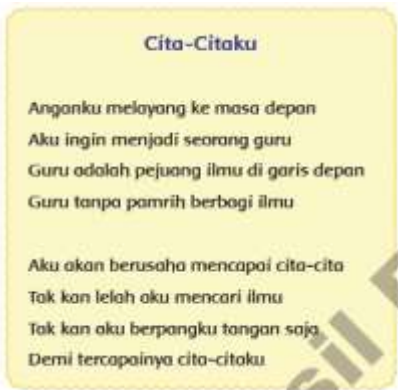 Cita-Citaku
Anganku melayang ke masa depan
Aku ingin menjadi seorang guru
Guru adalah pejuang ilmu di garis depan
Guru tanpa pamrih berbagi ilmu
Aku akan berusaha mencapai cita-cita
Tak kan lelah aku mencari ilmu
Tak kan aku berpangku tangan saja
Demi tercapainya cita-citaku
sil